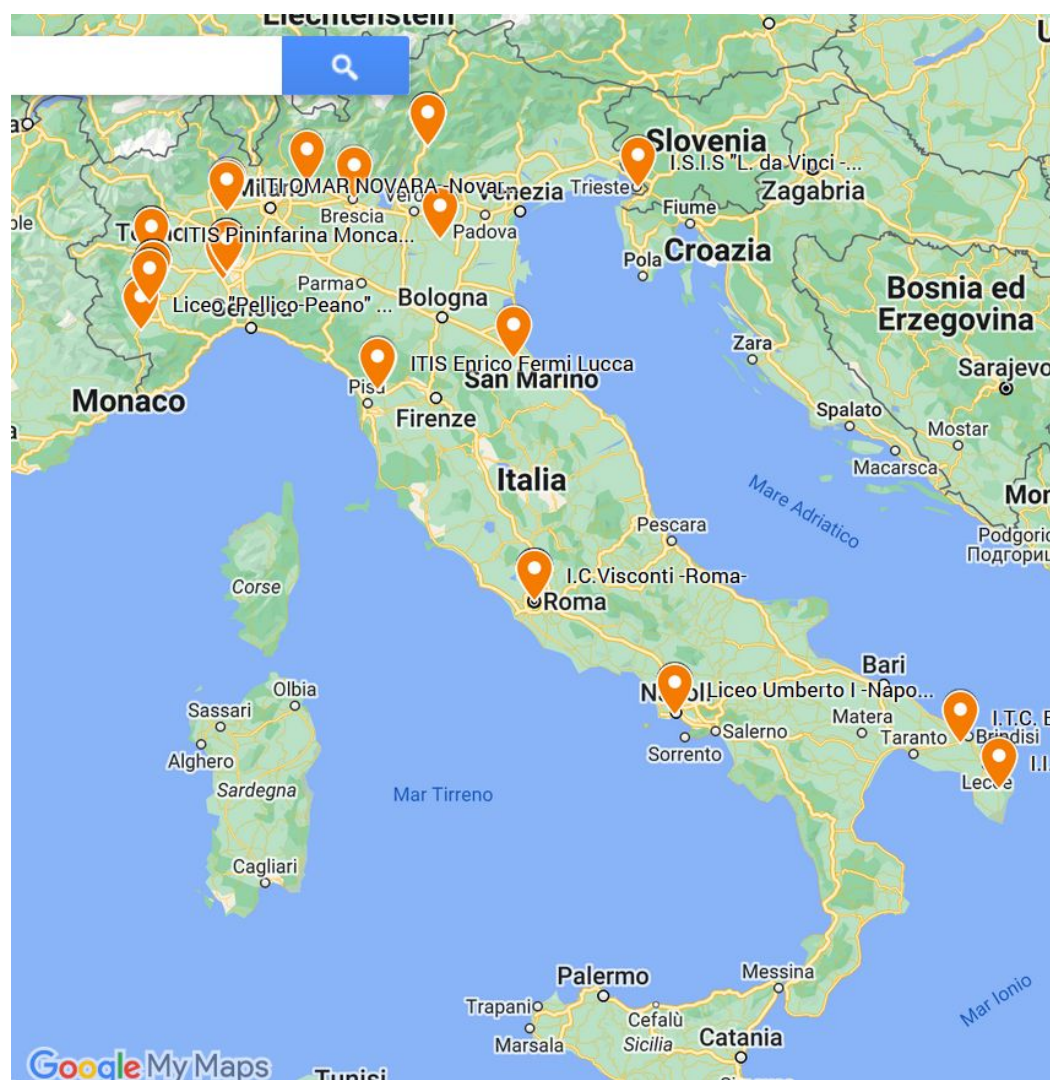 Liechtenstein
Slovenia
I.S.I.S "L. da Vinci -...
Zagabria
Trieste
ITI OMAR NOVARA -Novar...
Venezia
Brescia
Padova
Fiume
ITIS Pininfarina Monca...
Pola
Croazia
Parma
Bologna
Bosnia ed
Erzegovina
Liceo "Pellico-Peano" ...
Zara
Sarajevo
ITIS Enrico Fermi Lucca
Pisa
San Marino
Monaco
Firenze
Spalato
Mostar
Macarsca
Italia
Mare Adriatico
Pescara
Podgorica
Подгориц
Corse
I.C.Visconti -Roma-
Roma
Bari
Olbia
Liceo Umberto I -Napo...
Sassari
Matera
I.T.C. E
Salerno
Taranto
Brindisi
Alghero
Sorrento
I.I.
Sardegna
Lecce
Mar Tirreno
Cagliari
Palermo
Messina
Trapani
Mar Ionio
Cefalù
Marsala
Sicilia
Catania
Google My Maps
Tunisi